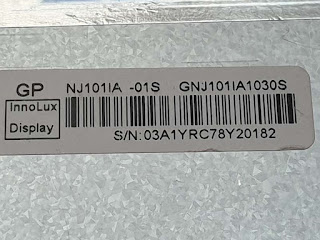 GP NJ101IA -01S GNJ101IA1030S
InnoLux
Display
S/N:03A1YRC78Y20182